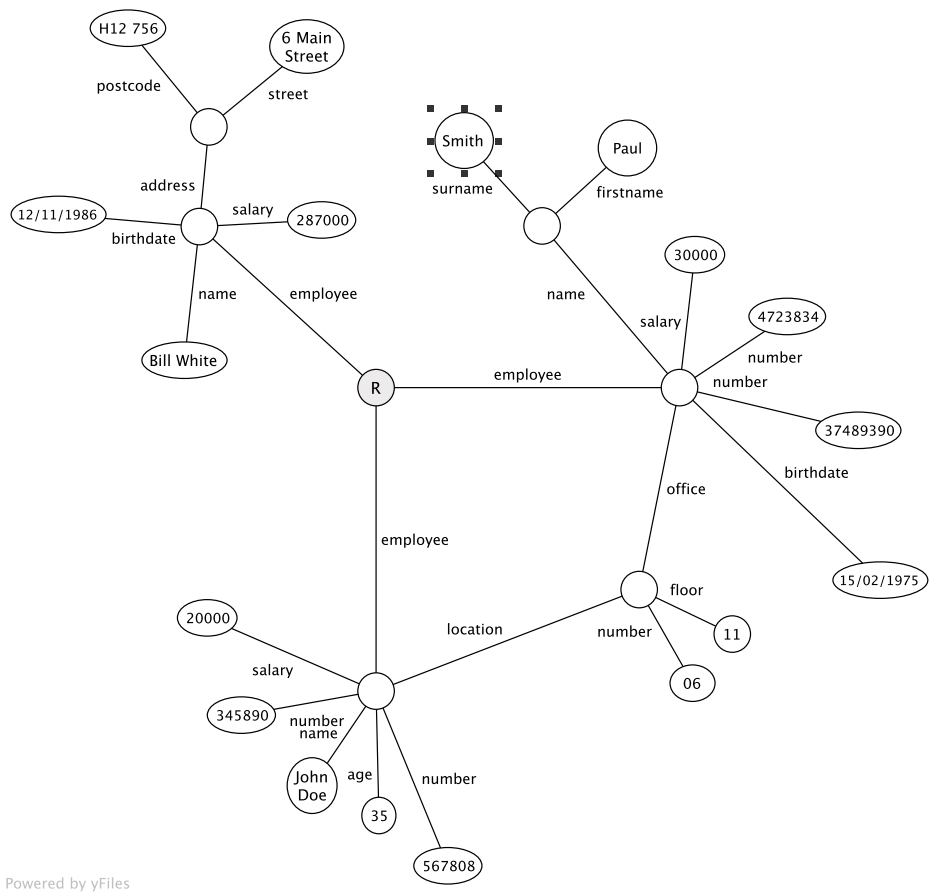 H12 756
6 Main
Street
postcode
street
Smith
Paul
address
surname
firstname
12/11/1986
salary
287000
birthdate
30000
name
employee
name
4723834
salary
number
Bill White
number
employee
R
37489390
birthdate
office
employee
15/02/1975
floor
20000
location
number
11
salary
06
345890
number
name
John
Doe
age
number
35
567808
Powered by yFiles